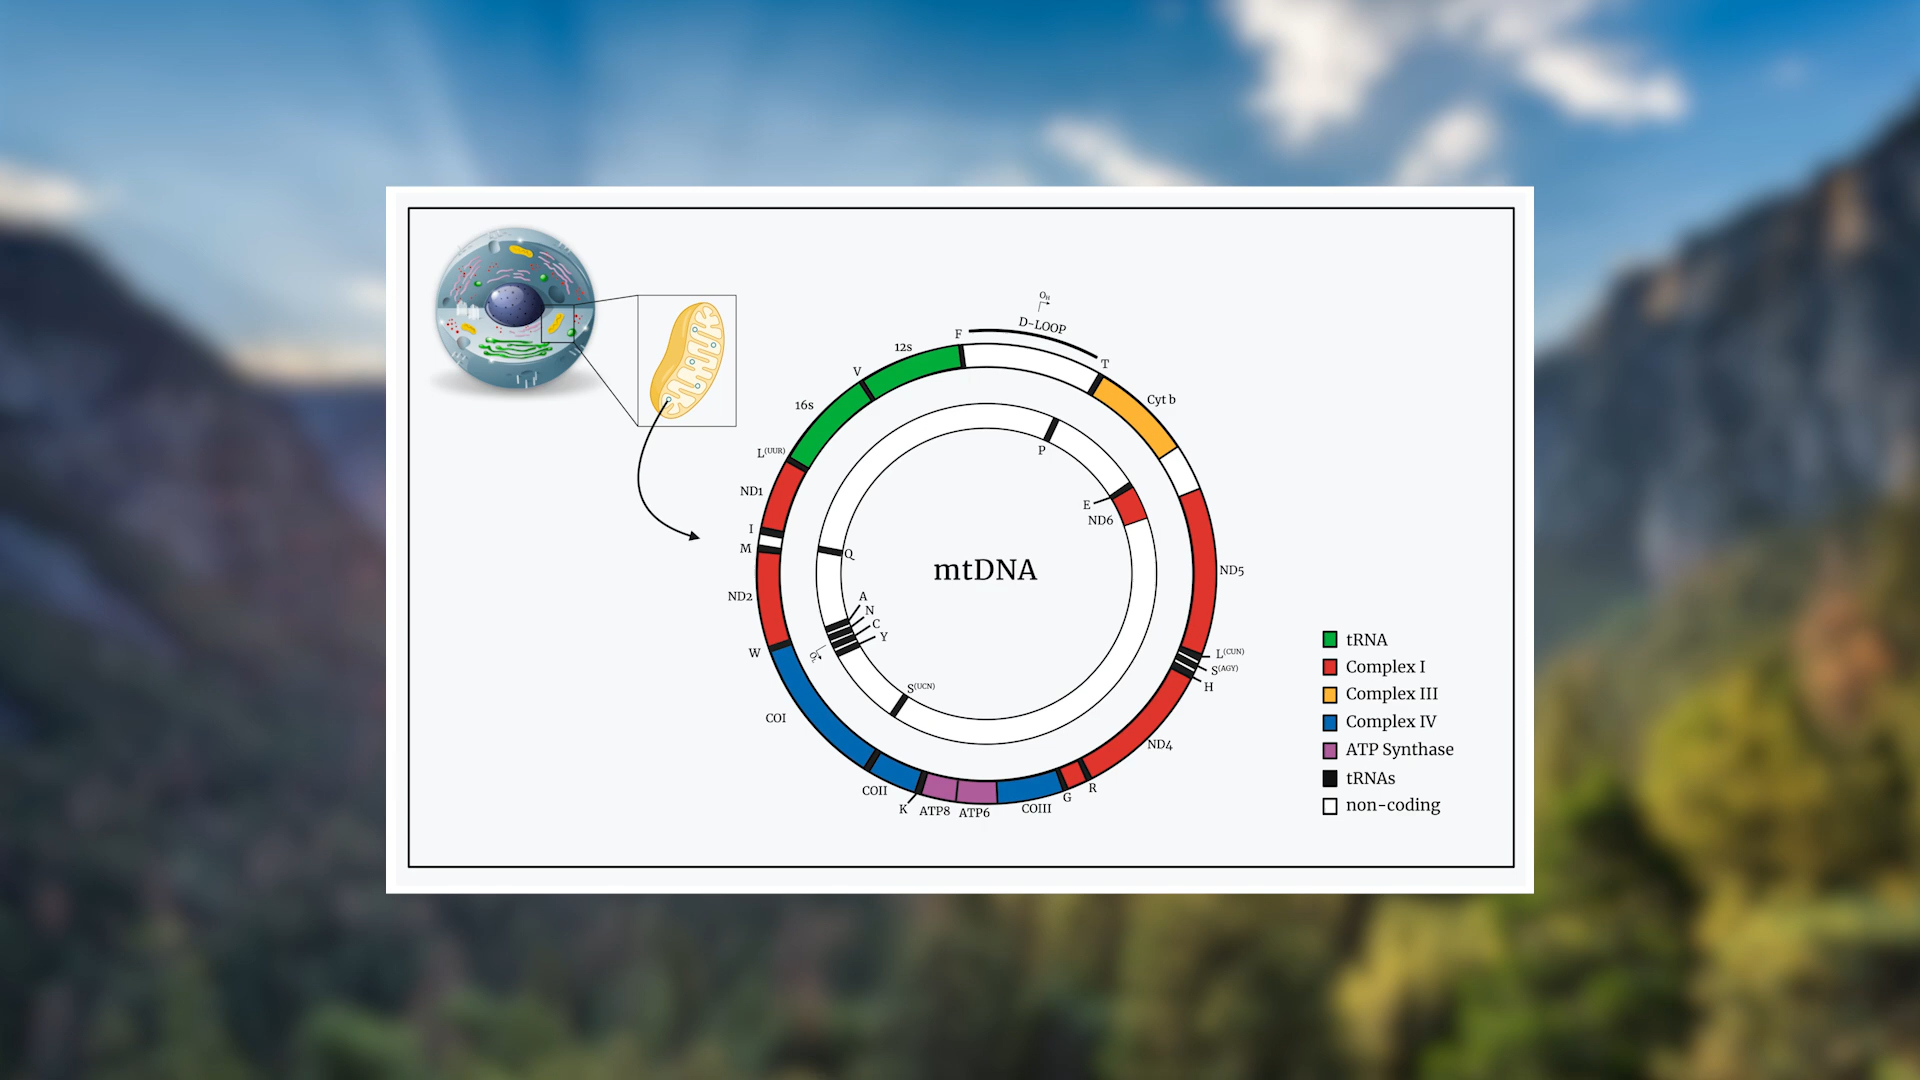 O_H
D-LOOP
F
T
12s
V
Cyt b
16s
L(UUR)
P
ND1
E
ND6
I
M
Q
mtDNA
ND5
ND2
A
N
C
Y
W
L(CUN)
S(AGY)
H
S(UCN)
COI
ND4
COII
K
ATP8
ATP6
COIII
G
R
tRNA
Complex I
Complex III
Complex IV
ATP Synthase
tRNAs
non-coding